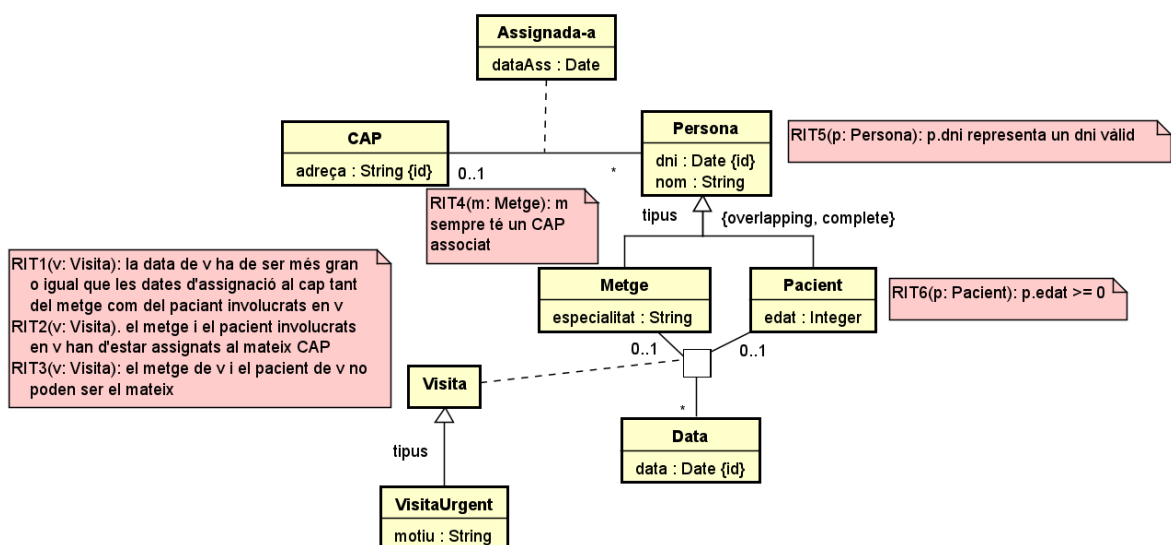 Assignada-a
dataAss : Date
CAP
adreça : String {id}
0..1
*
Persona
dni : Date {id}
nom : String
RIT5(p: Persona): p.dni representa un dni vàlid
RIT4(m: Metge): m
sempre té un CAP
associat
tipus
{overlapping, complete}
RIT1(v: Visita): la data de v ha de ser més gran
o igual que les dates d'assignació al cap tant
del metge com del paciant involucrats en v
RIT2(v: Visita). el metge i el pacient involucrats
en v han d'estar assignats al mateix CAP
RIT3(v: Visita): el metge de v i el pacient de v no
poden ser el mateix
Metge
especialitat : String
Pacient
edat : Integer
RIT6(p: Pacient): p.edat >= 0
0..1
0..1
Visita
*
Data
data : Date {id}
tipus
VisitaUrgent
motiu : String